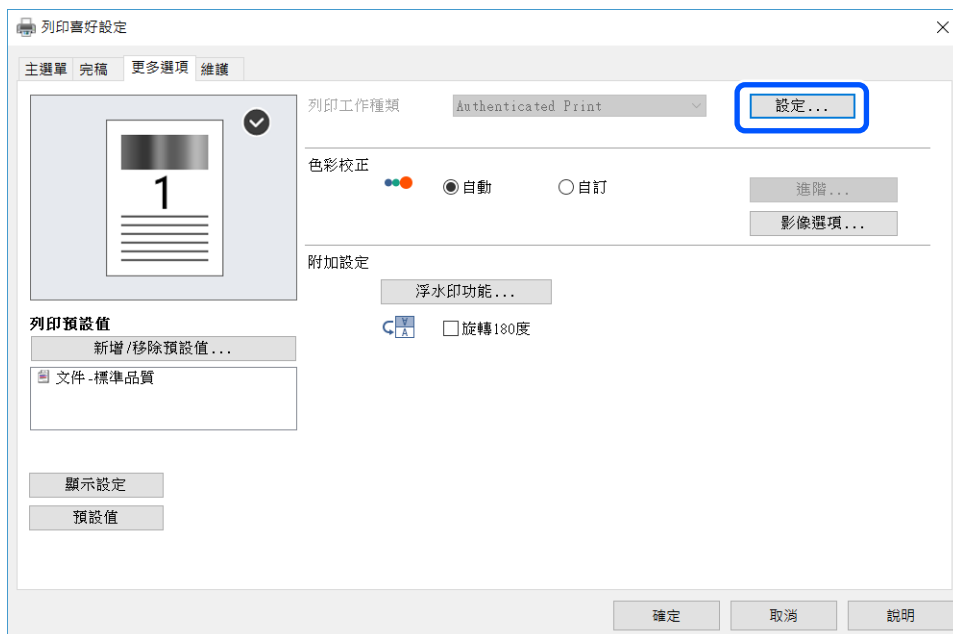 列印喜好設定
主選單 完稿 更多選項 維護
列印工作種類 Authenticated Print 設定...
1
色彩校正
自動 自訂
進階...
影像選項...
附加設定
浮水印功能...
旋轉180度
列印預設值
新增/移除預設值...
文件-標準品質
顯示設定
預設值
確定 取消 說明